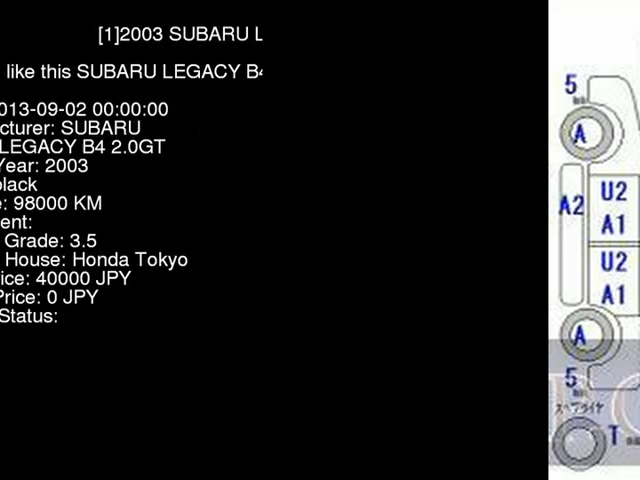 [1]2003 SUBARU L
like this SUBARU LEGACY B4
013-09-02 00:00:00
cturer: SUBARU
LEGACY B4 2.0GT
Year: 2003
black
e: 98000 KM
ent:
Grade: 3.5
House: Honda Tokyo
ice: 40000 JPY
Price: 0 JPY
Status:
5
A
A2
U2
A1
U2
A1
A
5
スペアタイヤ
T